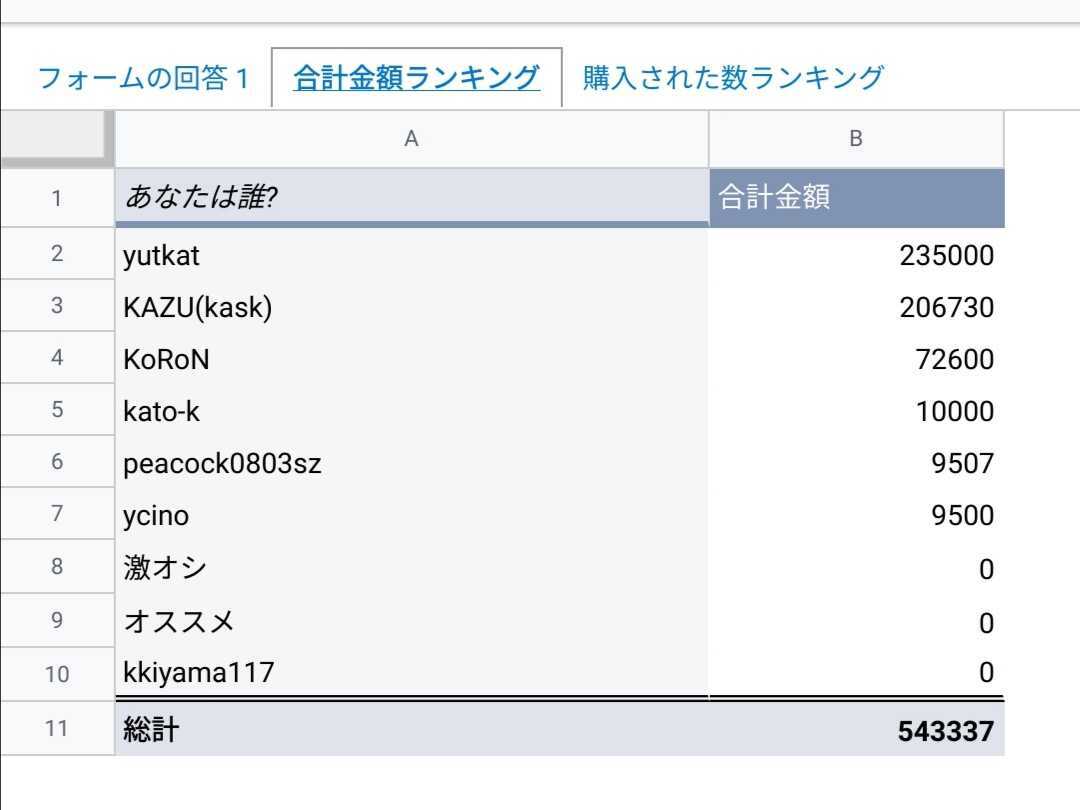 フォームの回答 1 合計金額ランキング 購入された数ランキング
A B
1 あなたは誰? 合計金額
2 yutkat 235000
3 KAZU(kask) 206730
4 KoRoN 72600
5 kato-k 10000
6 peacock0803sz 9507
7 ycino 9500
8 激オシ 0
9 オススメ 0
10 kkiyama117 0
11 総計 543337